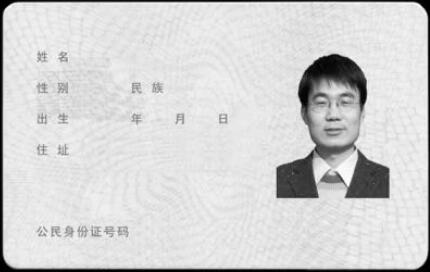 姓 名
性 别 民 族
出 生 年 月 日
住 址
公民身份证号码